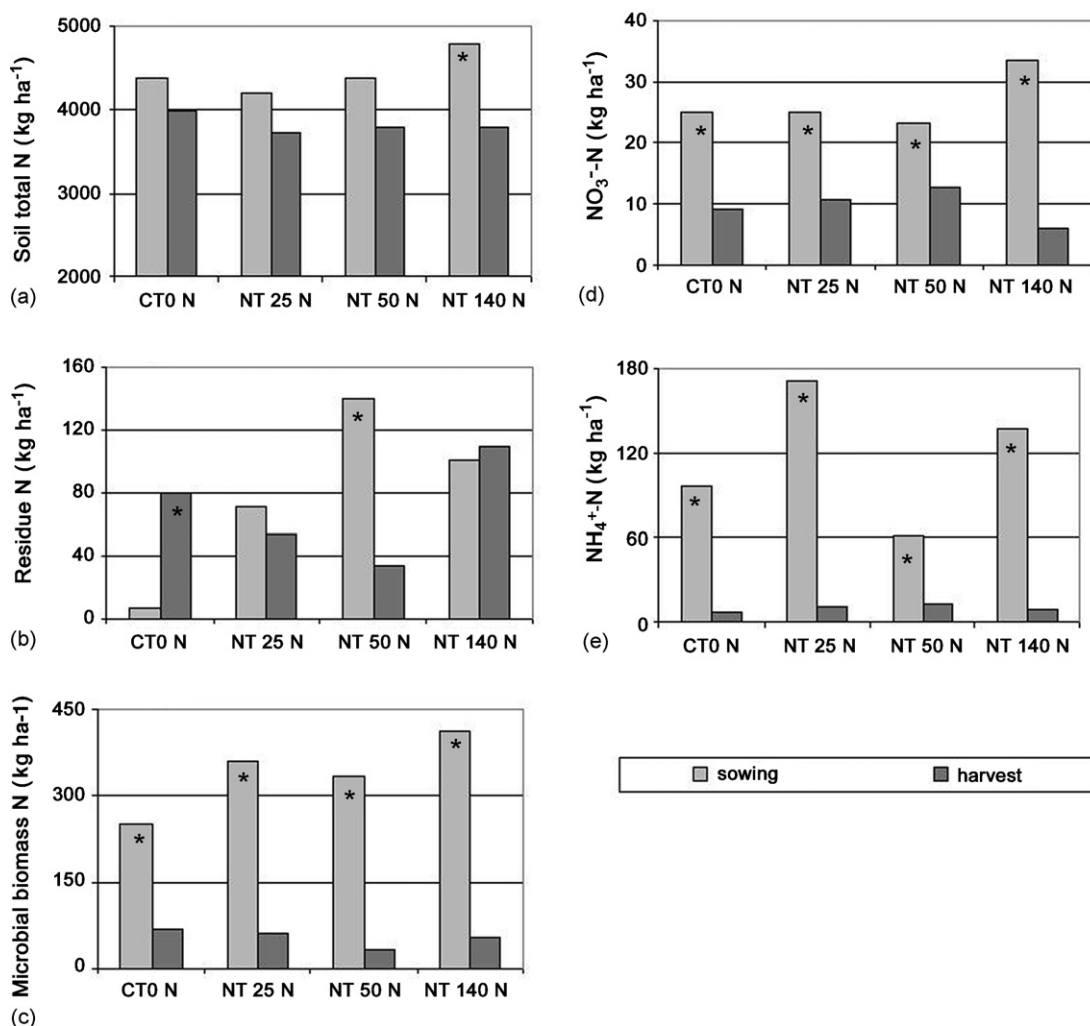 Soil total N (kg ha⁻¹)
5000
4000
3000
2000
*
CT0 N NT 25 N NT 50 N NT 140 N
(a)
NO₃⁻-N (kg ha⁻¹)
40
30
20
10
0
* * * *
CT0 N NT 25 N NT 50 N NT 140 N
(d)
Residue N (kg ha⁻¹)
160
120
80
40
0
* *
CT0 N NT 25 N NT 50 N NT 140 N
(b)
NH₄⁺-N (kg ha⁻¹)
180
120
60
0
* * * *
CT0 N NT 25 N NT 50 N NT 140 N
(e)
Microbial biomass N (kg ha-1)
450
300
150
0
* * * *
CT0 N NT 25 N NT 50 N NT 140 N
(c)
sowing harvest